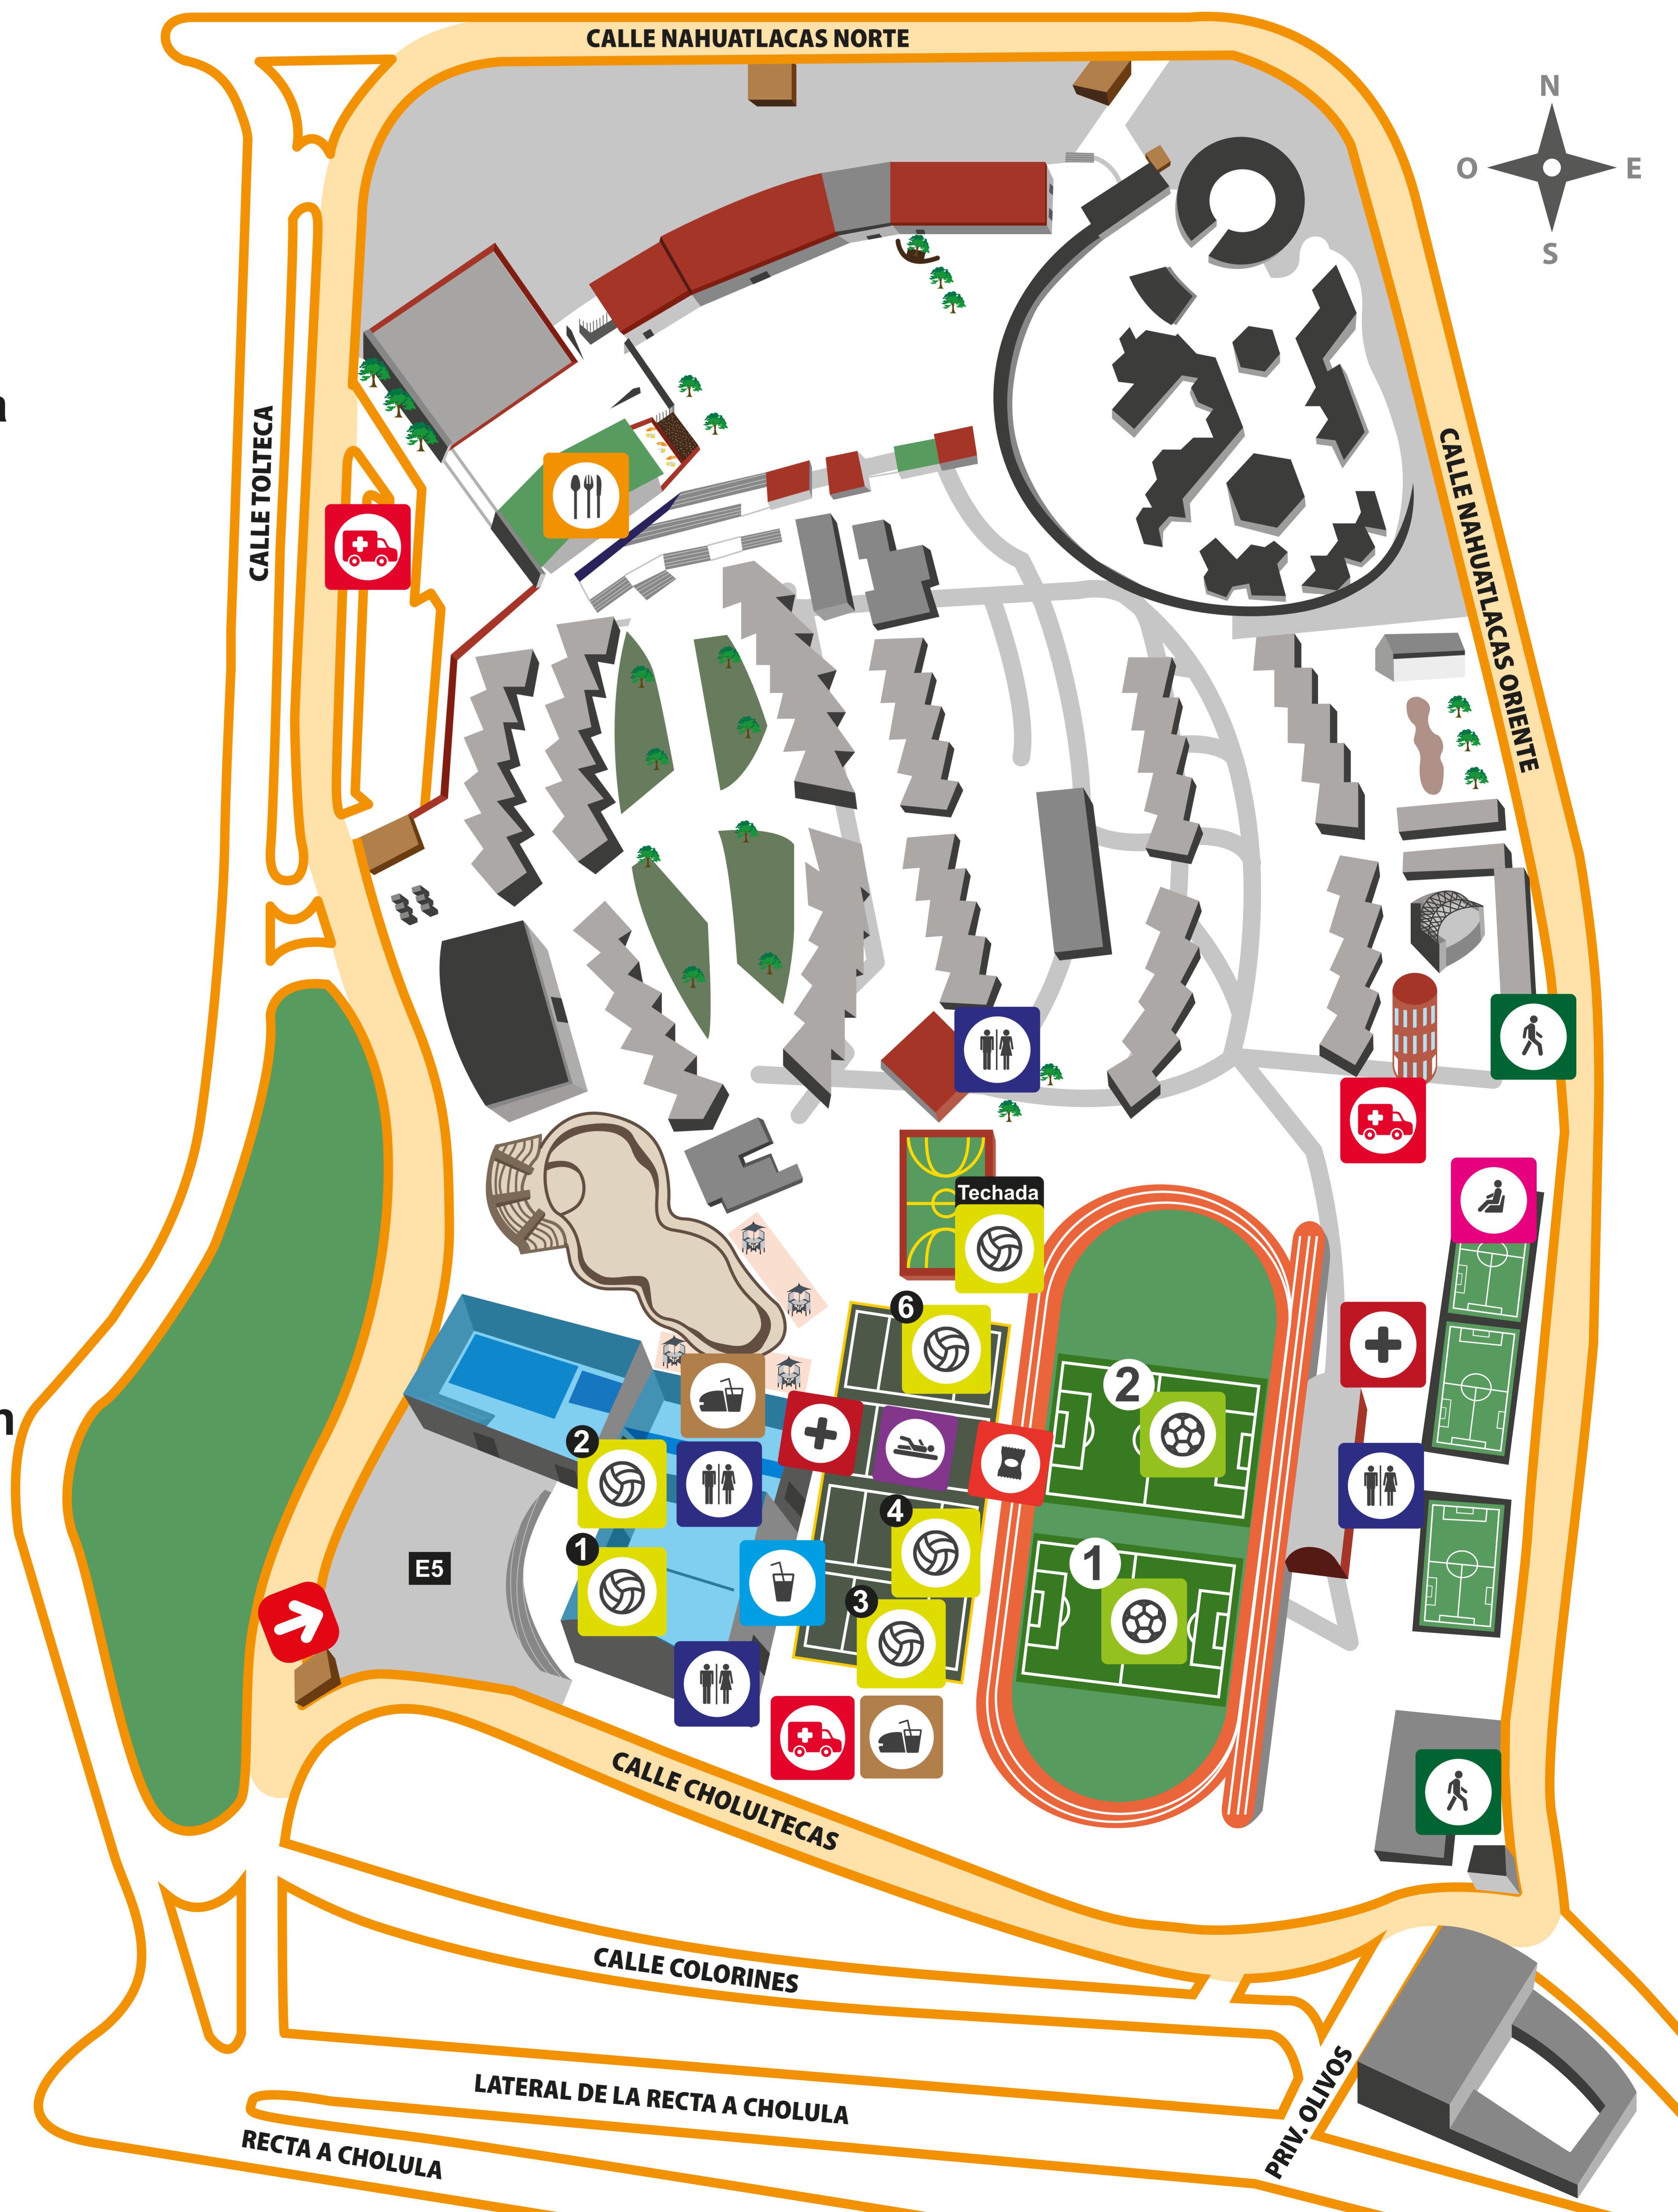 CALLE NAHUATLACAS NORTE
N
O
E
S
a
CALLE TOLTECA
CALLE NAHUATLACAS ORIENTE
Techada
6
2
n
2
4
1
1
E5
3
CALLE CHOLULTECAS
CALLE COLORINES
PRIV. OLIVOS
LATERAL DE LA RECTA A CHOLULA
RECTA A CHOLULA